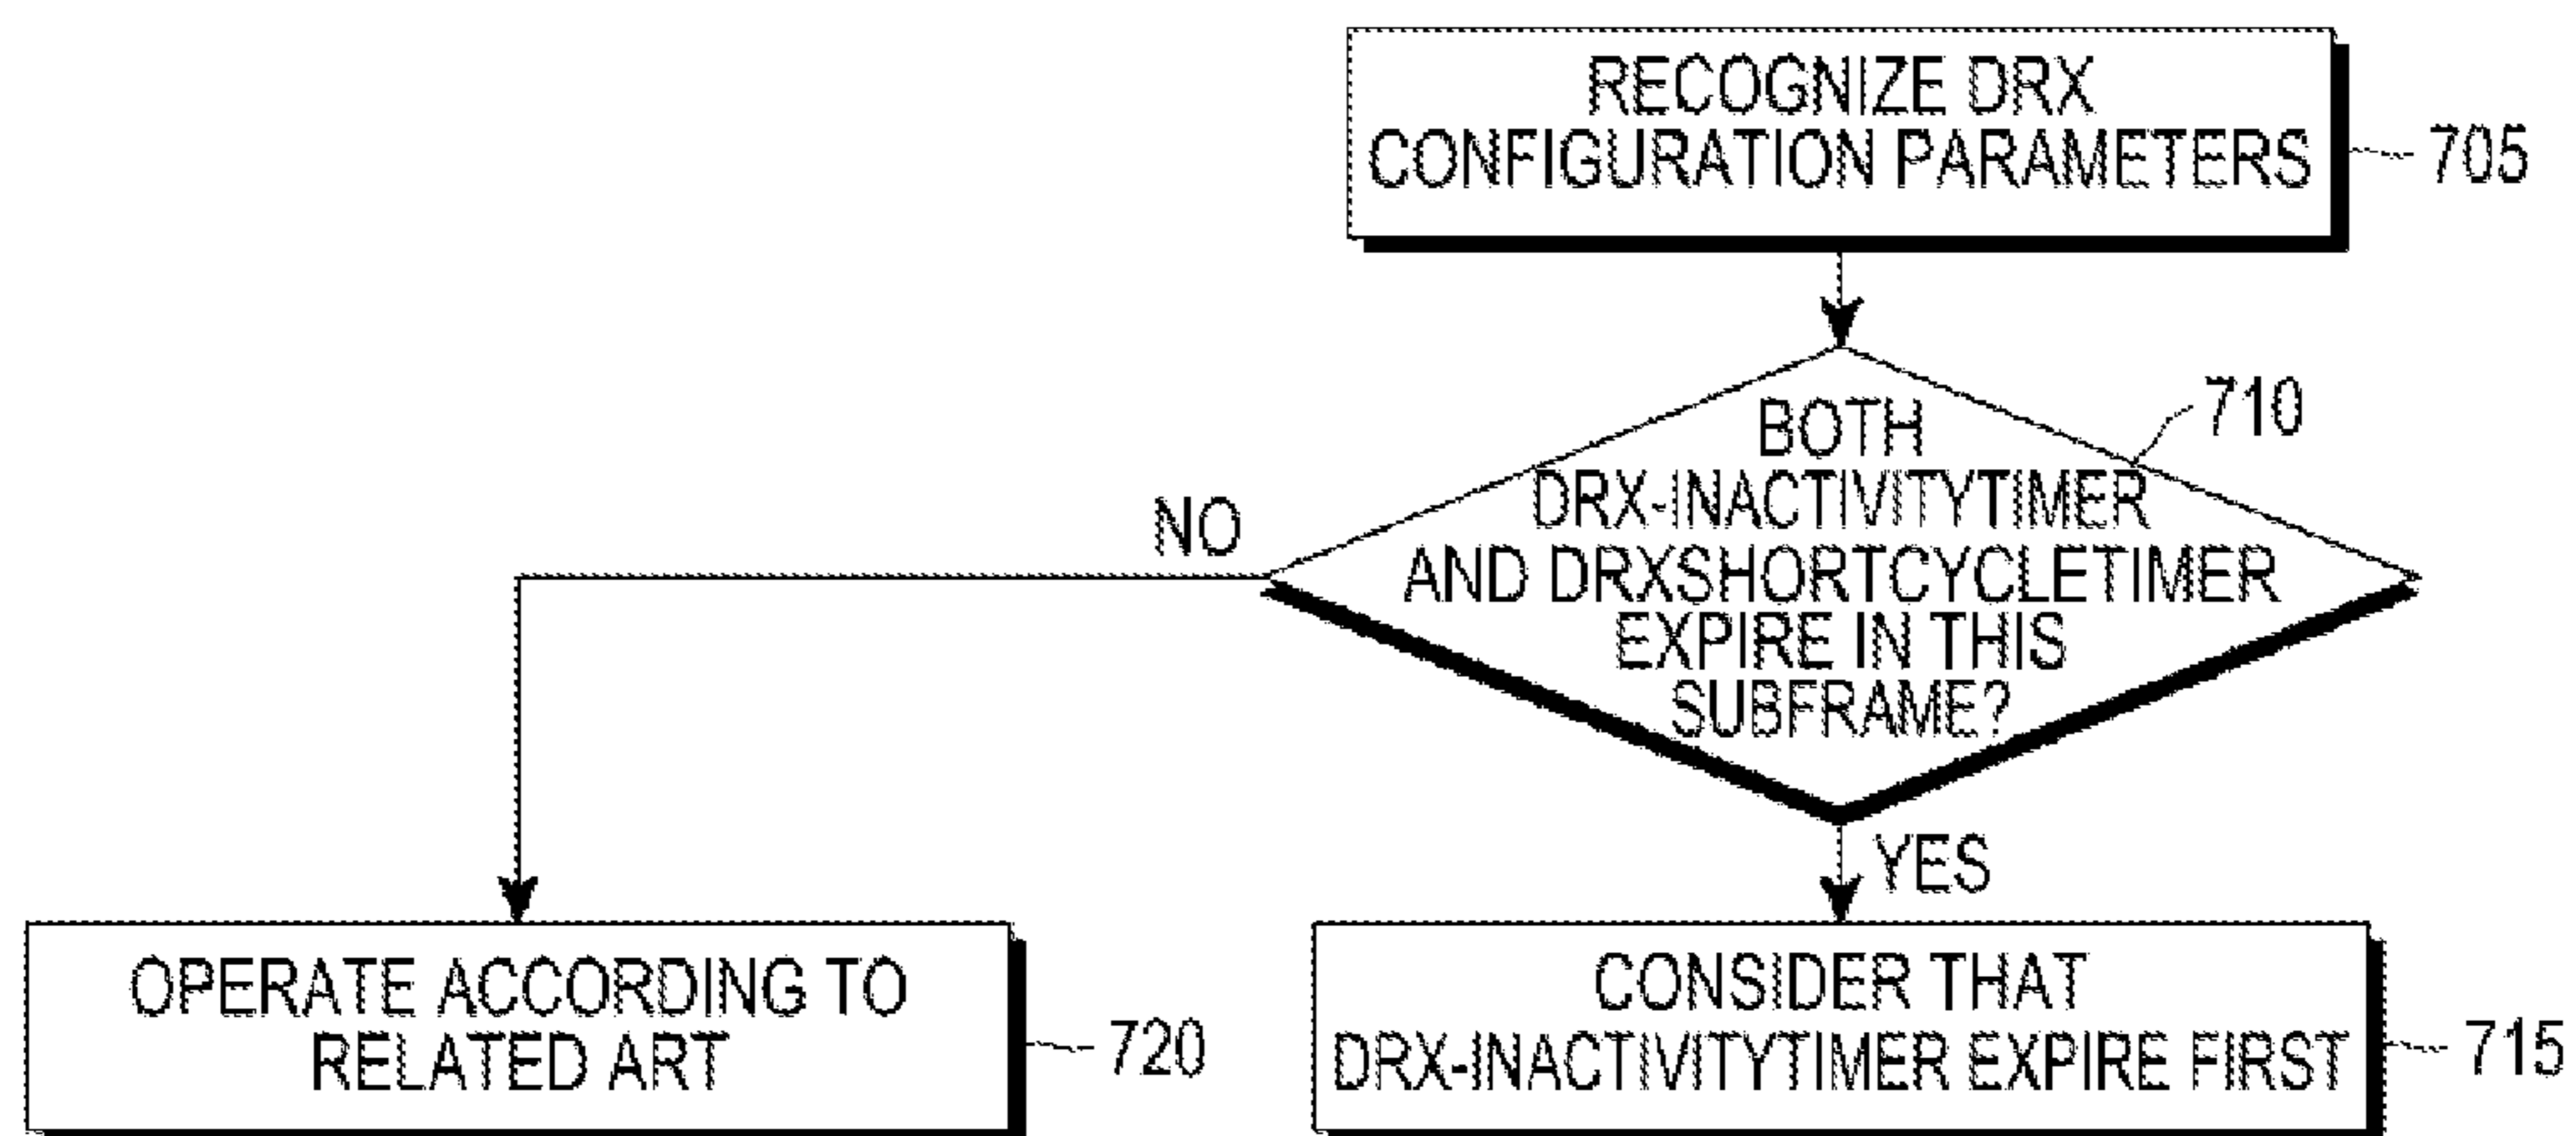 RECOGNIZE DRX
CONFIGURATION PARAMETERS
705
710
BOTH
DRX-INACTIVITYTIMER
AND DRXSHORTCYCLETIMER
EXPIRE IN THIS
SUBFRAME?
NO
YES
OPERATE ACCORDING TO
RELATED ART
720
CONSIDER THAT
DRX-INACTIVITYTIMER EXPIRE FIRST
715